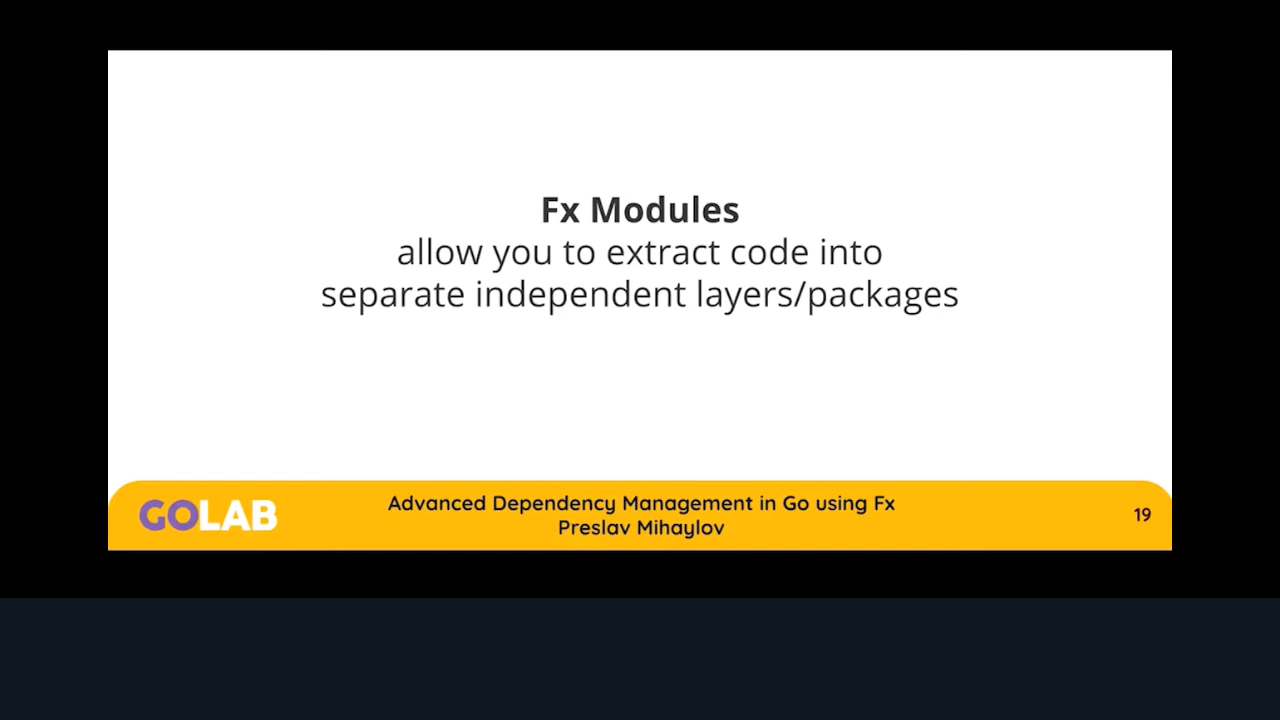 Fx Modules
allow you to extract code into
separate independent layers/packages
GOLAB
Advanced Dependency Management in Go using Fx
Preslav Mihaylov
19